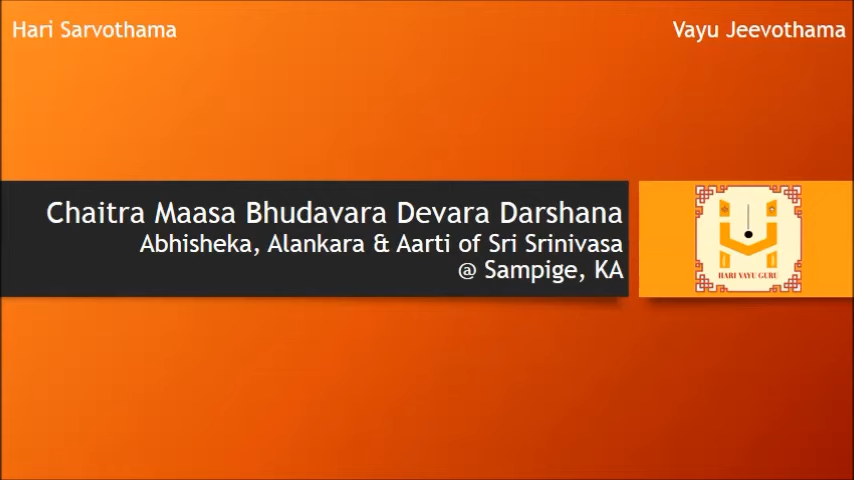 Hari Sarvothama
Vayu Jeevothama
Chaitra Maasa Bhudavara Devara Darshana
Abhisheka, Alankara & Aarti of Sri Srinivasa
@ Sampige, KA
HARI VAYU GURU